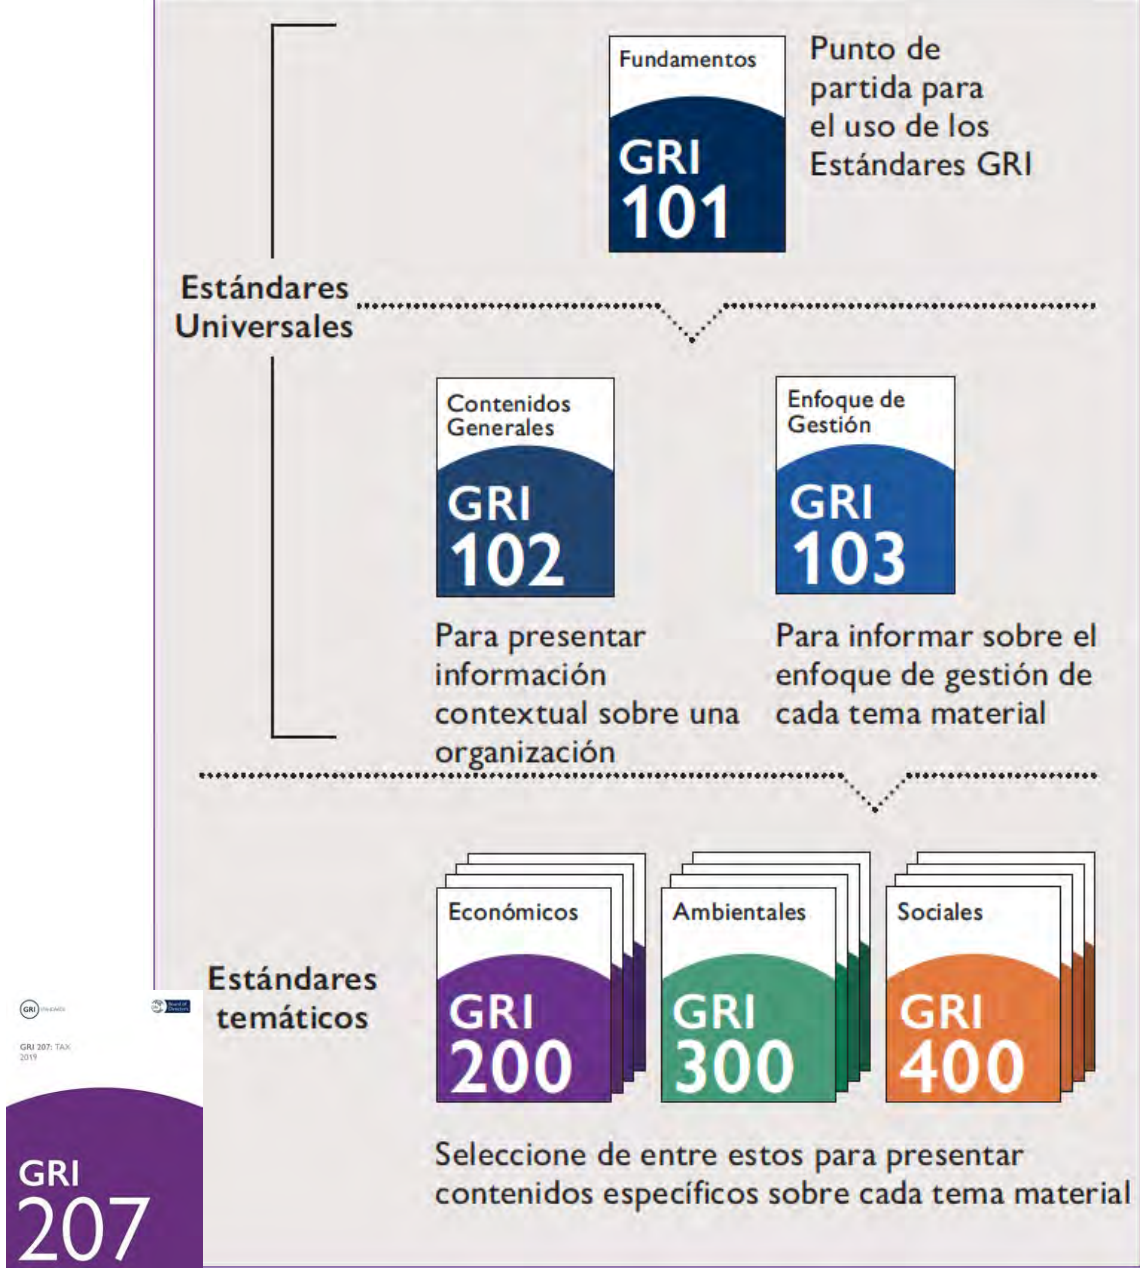 Fundamentos
GRI
101
Punto de
partida para
el uso de los
Estándares GRI
Estándares
Universales
Contenidos
Generales
GRI
102
Enfoque de
Gestión
GRI
103
Para presentar
información
contextual sobre una
organización
Para informar sobre el
enfoque de gestión de
cada tema material
Estándares
temáticos
Económicos
GRI
200
Ambientales
GRI
300
Sociales
GRI
400
Seleccione de entre estos para presentar
contenidos específicos sobre cada tema material
GRI
GRI 207: TAX
2019
GRI
207